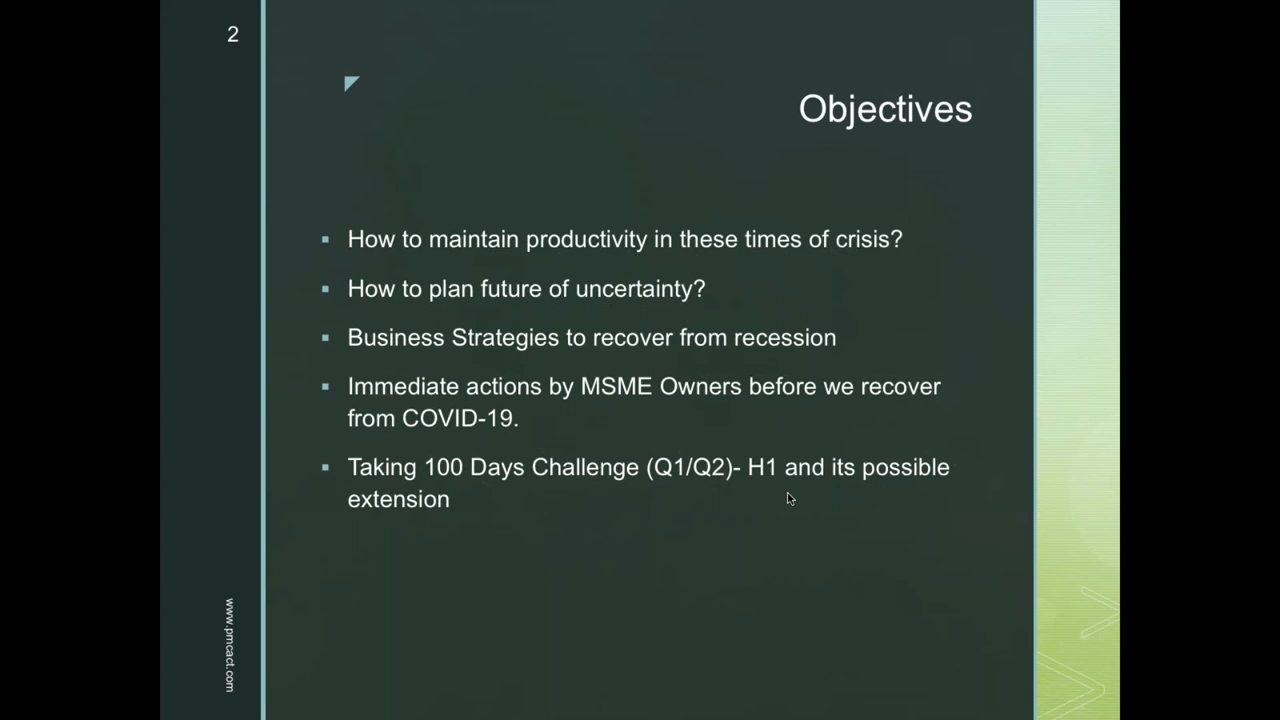 2
Objectives
How to maintain productivity in these times of crisis?
How to plan future of uncertainty?
Business Strategies to recover from recession
Immediate actions by MSME Owners before we recover
from COVID-19.
Taking 100 Days Challenge (Q1/Q2)- H1 and its possible
extension
www.pmcact.com